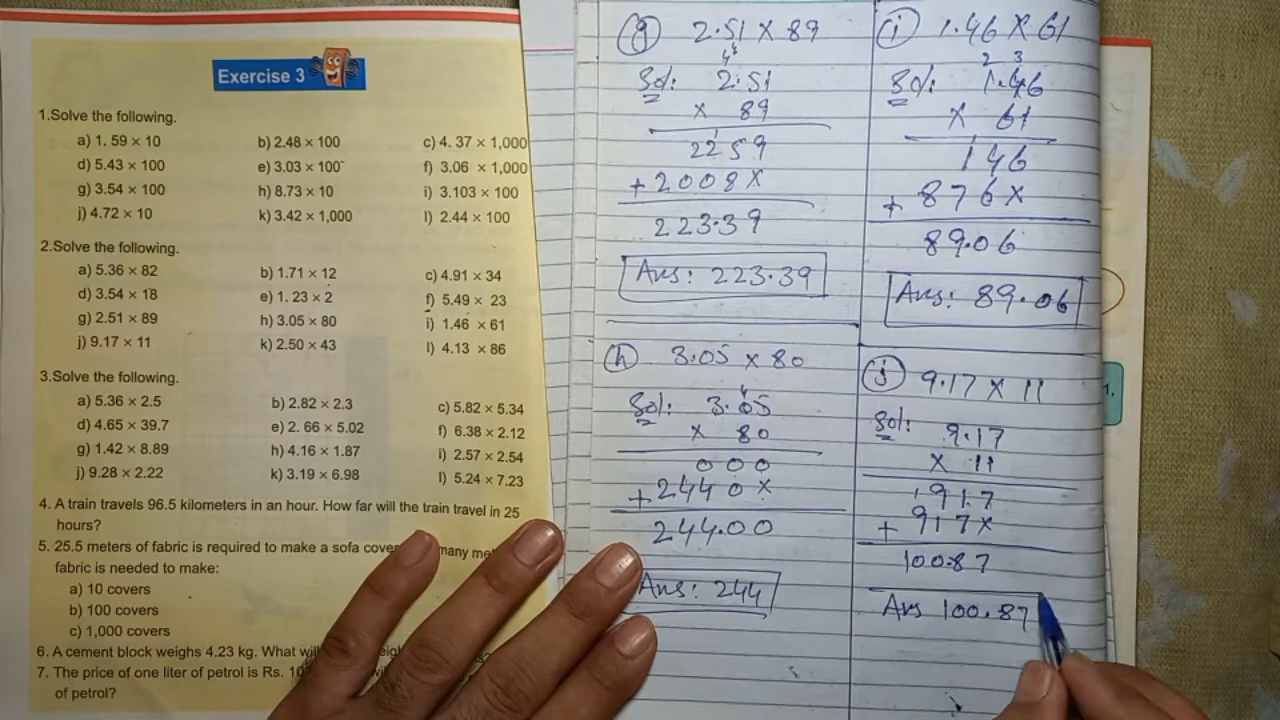 Exercise 3
1.Solve the following.
a) 1. 59 × 10 b) 2.48 × 100 c) 4. 37 × 1,000
d) 5.43 × 100 e) 3.03 × 100 f) 3.06 × 1,000
g) 3.54 × 100 h) 8.73 × 10 i) 3.103 × 100
j) 4.72 × 10 k) 3.42 × 1,000 l) 2.44 × 100
2.Solve the following.
a) 5.36 × 82 b) 1.71 × 12 c) 4.91 × 34
d) 3.54 × 18 e) 1. 23 × 2 f) 5.49 × 23
g) 2.51 × 89 h) 3.05 × 80 i) 1.46 × 61
j) 9.17 × 11 k) 2.50 × 43 l) 4.13 × 86
3.Solve the following.
a) 5.36 × 2.5 b) 2.82 × 2.3 c) 5.82 × 5.34
d) 4.65 × 39.7 e) 2. 66 × 5.02 f) 6.38 × 2.12
g) 1.42 × 8.89 h) 4.16 × 1.87 i) 2.57 × 2.54
j) 9.28 × 2.22 k) 3.19 × 6.98 l) 5.24 × 7.23
4. A train travels 96.5 kilometers in an hour. How far will the train travel in 25
hours?
5. 25.5 meters of fabric is required to make a sofa cover many
fabric is needed to make:
a) 10 covers
b) 100 covers
c) 1,000 covers
6. A cement block weighs 4.23 kg. What
7. The price of one liter of petrol is Rs.
of petrol?
(g) 2.51 × 89
Sol: 2.51
× 89
2259
+ 2008×
223.39
Ans: 223.39
(h) 3.05 × 80
Sol: 3.05
× 80
000
+ 2440×
244.00
Ans: 244
(i) 1.46 × 61
2 3
Sol: 1.46
× 61
146
+ 876×
89.06
Ans: 89.06
(j) 9.17 × 11
Sol: 9.17
× 11
917
+ 917×
100.87
Ans 100.87
1.